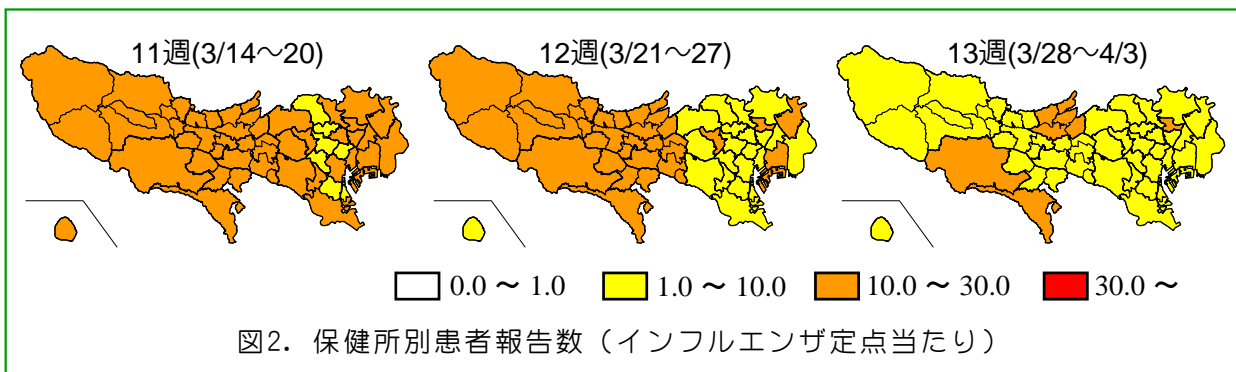 11週(3/14～20)
12週(3/21～27)
13週(3/28～4/3)
0.0 ～ 1.0
1.0 ～ 10.0
10.0 ～ 30.0
30.0 ～
図2. 保健所別患者報告数（インフルエンザ定点当たり）